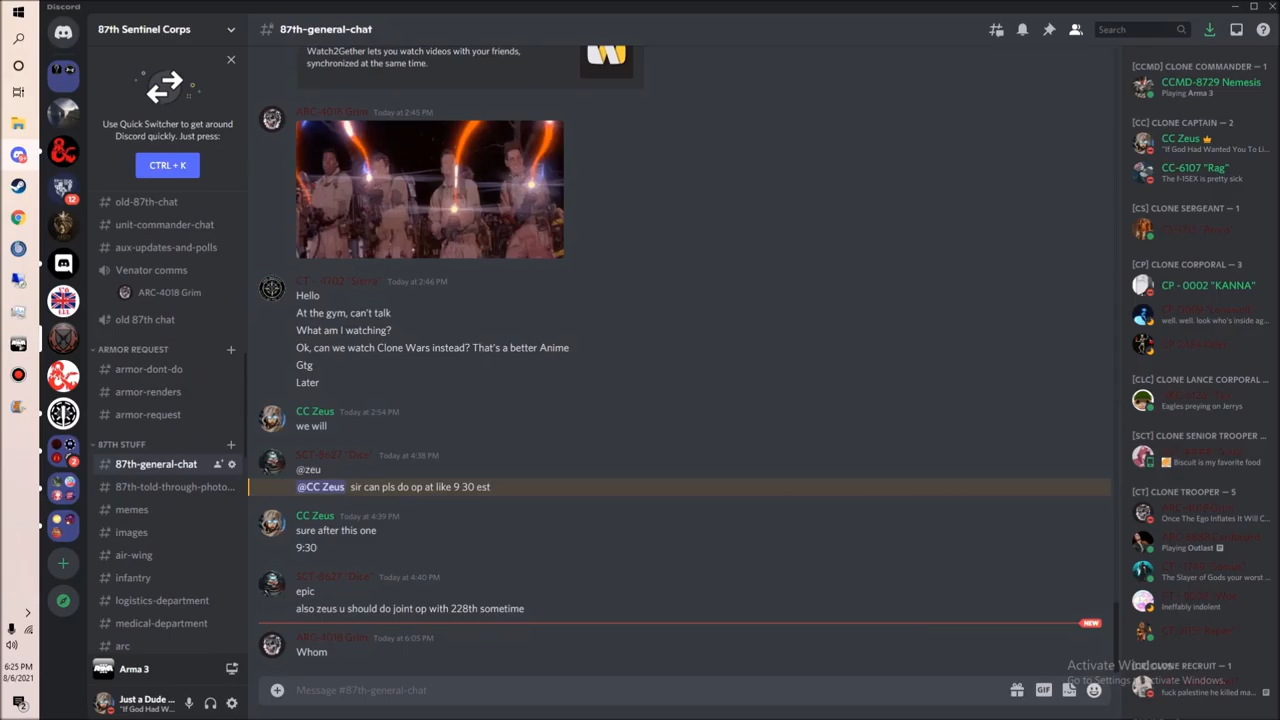 Discord
87th Sentinel Corps
87th-general-chat
Search
Use Quick Switcher to get around
Discord quickly. Just press:
CTRL + K
old-87th-chat
unit-commander-chat
aux-updates-and-polls
Venator comms
ARC-4018 Grim
old 87th chat
ARMOR REQUEST
armor-dont-do
armor-renders
armor-request
87TH STUFF
87th-general-chat
87th-told-through-photo...
memes
images
air-wing
infantry
logistics-department
medical-department
arc
Arma 3
Just a Dude ...
"If God Had W...
12
2
6:25 PM
8/6/2021
2
Watch2Gether lets you watch videos with your friends,
synchronized at the same time.
ARC-4018 Grim Today at 2:45 PM
CT - 4702 "Sierra" Today at 2:46 PM
Hello
At the gym, can't talk
What am I watching?
Ok, can we watch Clone Wars instead? That's a better Anime
Gtg
Later
CC Zeus Today at 2:54 PM
we will
SCT-8627 "Dice" Today at 4:38 PM
@zeu
@CC Zeus sir can pls do op at like 9 30 est
CC Zeus Today at 4:39 PM
sure after this one
9:30
SCT-8627 "Dice" Today at 4:40 PM
epic
also zeus u should do joint op with 228th sometime
NEW
ARC-4018 Grim Today at 6:05 PM
Whom
Message #87th-general-chat
GIF
[CCMD] CLONE COMMANDER — 1
CCMD-8729 Nemesis
Playing Arma 3
[CC] CLONE CAPTAIN — 2
CC Zeus
"If God Had Wanted You To Li...
CC-6107 "Rag"
The f-15EX is pretty sick
[CS] CLONE SERGEANT — 1
[CP] CLONE CORPORAL — 3
CP - 0002 "KANNA"
well. well. look who's inside ag...
[CLC] CLONE LANCE CORPORAL ...
Eagles preying on Jerrys
[SCT] CLONE SENIOR TROOPER ...
Biscuit is my favorite food
[CT] CLONE TROOPER — 5
Once The Ego Inflates It Will C...
Playing Outlast
The Slayer of Gods your worst ...
Ineffably indolent
CLONE RECRUIT — 1
fuck palestine he killed ma...
Activate Windows
Go to Settings to activate Windows.